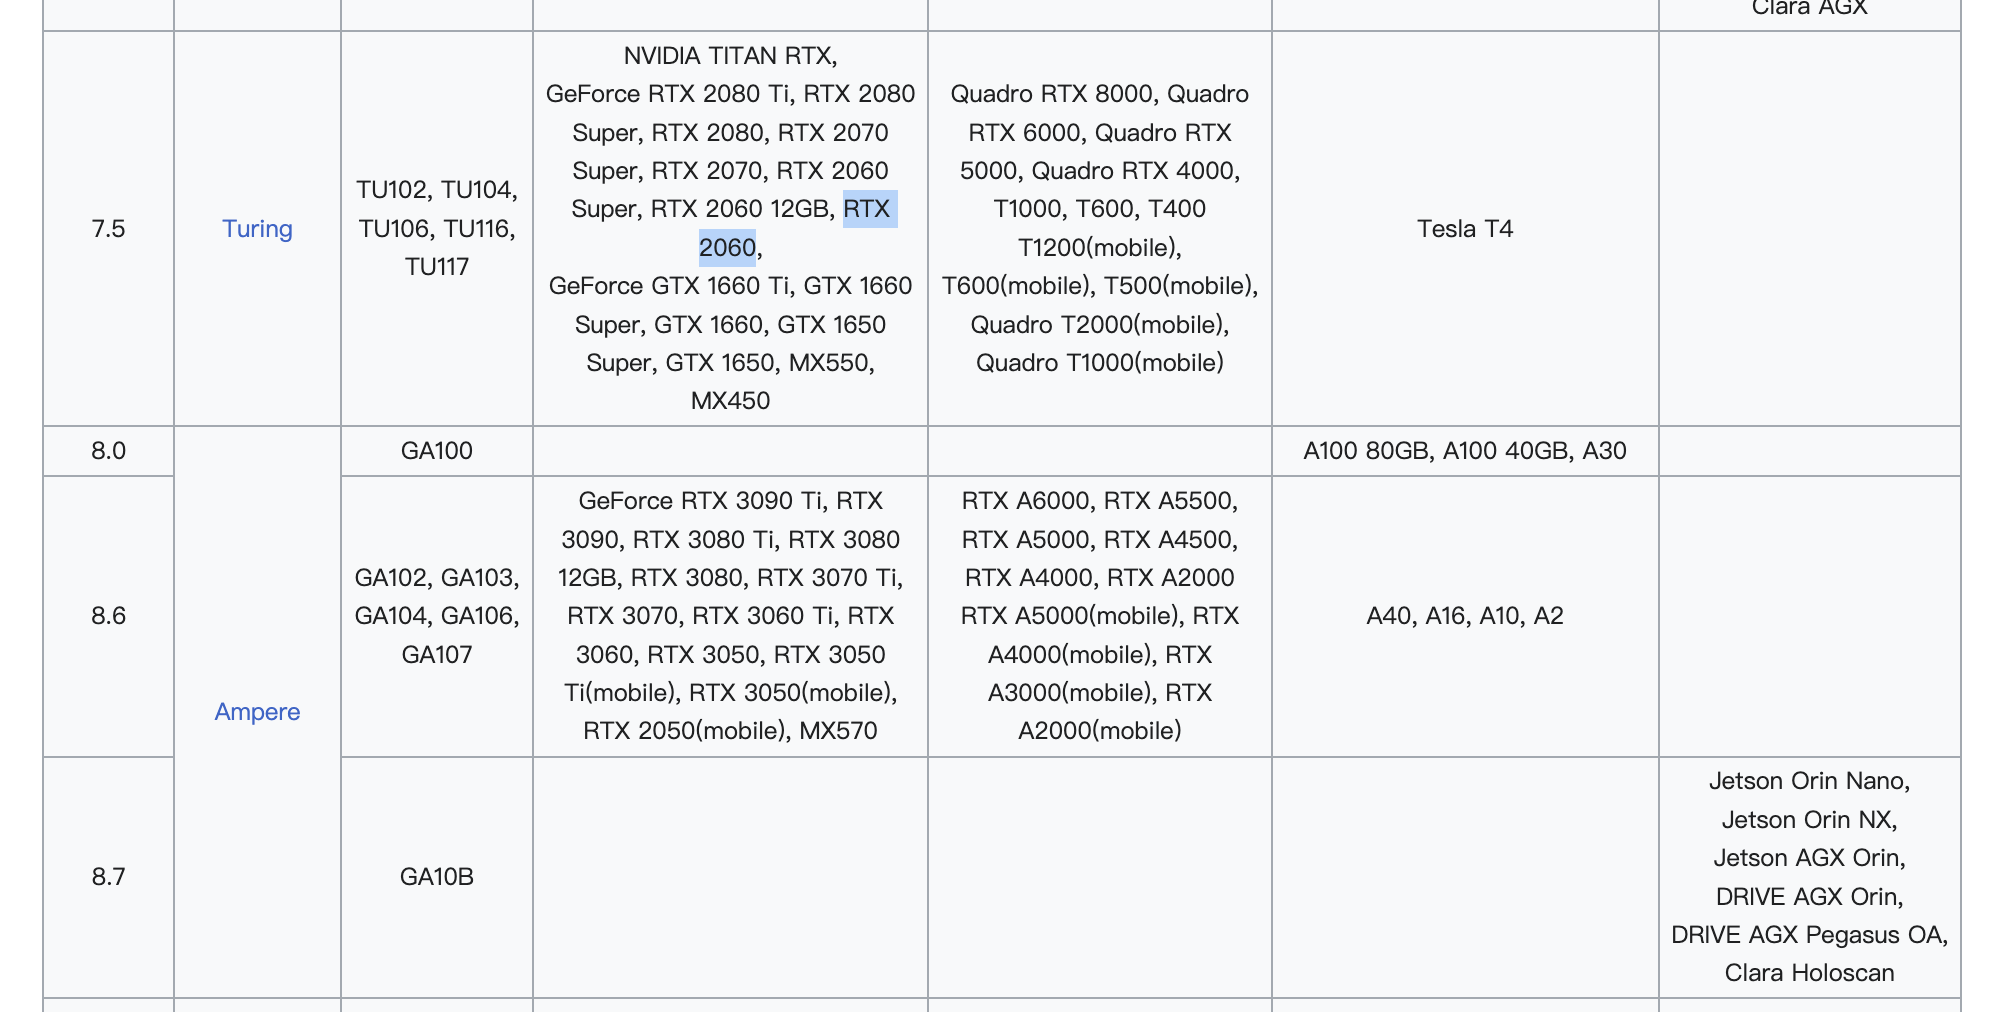 Clara AGX
7.5
Turing
TU102, TU104,
TU106, TU116,
TU117
NVIDIA TITAN RTX,
GeForce RTX 2080 Ti, RTX 2080
Super, RTX 2080, RTX 2070
Super, RTX 2070, RTX 2060
Super, RTX 2060 12GB, RTX
2060,
GeForce GTX 1660 Ti, GTX 1660
Super, GTX 1660, GTX 1650
Super, GTX 1650, MX550,
MX450
Quadro RTX 8000, Quadro
RTX 6000, Quadro RTX
5000, Quadro RTX 4000,
T1000, T600, T400
T1200(mobile),
T600(mobile), T500(mobile),
Quadro T2000(mobile),
Quadro T1000(mobile)
Tesla T4
8.0
Ampere
GA100
A100 80GB, A100 40GB, A30
8.6
GA102, GA103,
GA104, GA106,
GA107
GeForce RTX 3090 Ti, RTX
3090, RTX 3080 Ti, RTX 3080
12GB, RTX 3080, RTX 3070 Ti,
RTX 3070, RTX 3060 Ti, RTX
3060, RTX 3050, RTX 3050
Ti(mobile), RTX 3050(mobile),
RTX 2050(mobile), MX570
RTX A6000, RTX A5500,
RTX A5000, RTX A4500,
RTX A4000, RTX A2000
RTX A5000(mobile), RTX
A4000(mobile), RTX
A3000(mobile), RTX
A2000(mobile)
A40, A16, A10, A2
8.7
GA10B
Jetson Orin Nano,
Jetson Orin NX,
Jetson AGX Orin,
DRIVE AGX Orin,
DRIVE AGX Pegasus OA,
Clara Holoscan